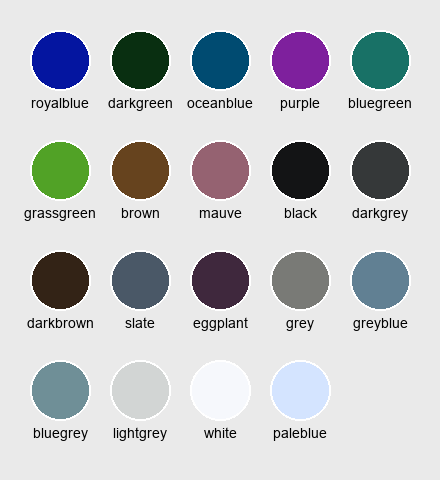 royalblue darkgreen oceanblue purple bluegreen
grassgreen brown mauve black darkgrey
darkbrown slate eggplant grey greyblue
bluegrey lightgrey white paleblue